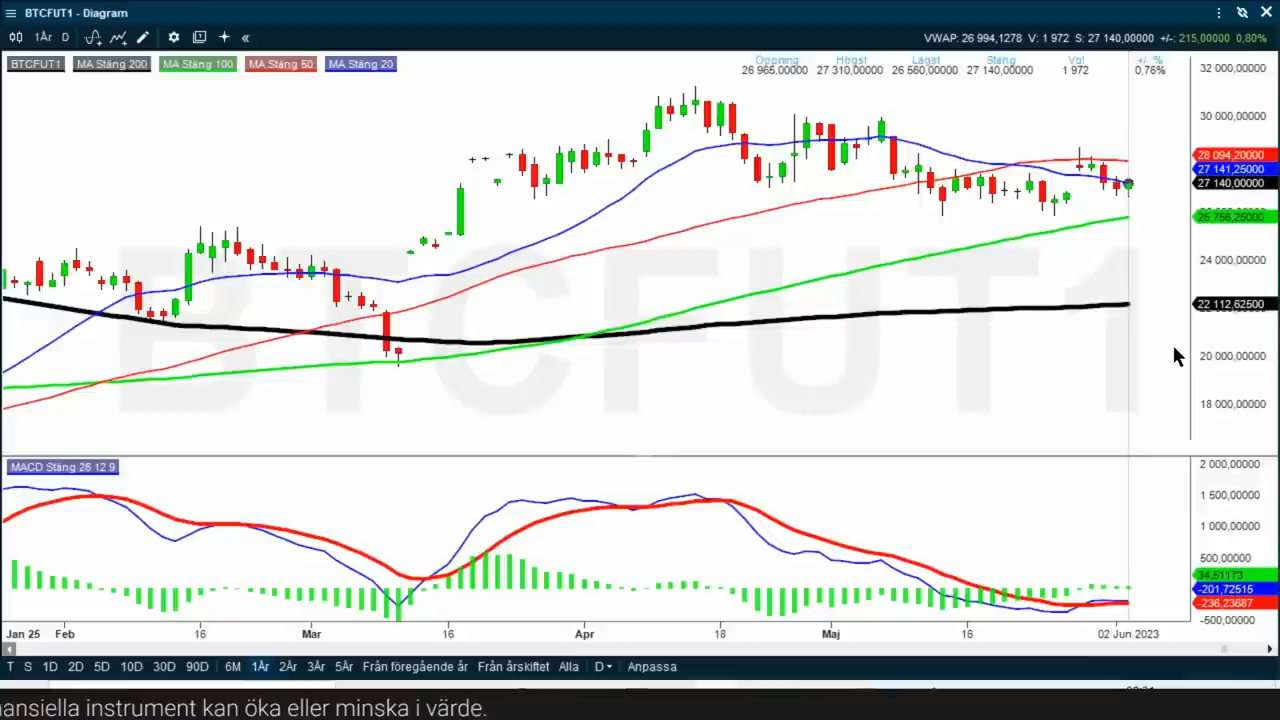 BTCFUT1 - Diagram
1År D «
VWAP: 26 994,1278 V: 1 972 S: 27 140,00000 +/-: 215,00000 0,80%
BTCFUT1 MA Stäng 200 MA Stäng 100 MA Stäng 50 MA Stäng 20
Öppning Högst Lägst Stäng Vol +/- %
26 965,00000 27 310,00000 26 560,00000 27 140,00000 1 972 0,76%
32 000,00000
30 000,00000
28 094,20000
27 141,25000
27 140,00000
25 756,25000
24 000,00000
22 112,62500
20 000,00000
18 000,00000
BTCFUT1
MACD Stäng 26 12 9
2 000,00000
1 500,00000
1 000,00000
500,00000
34,51173
-201,72515
-236,23687
-500,00000
Jan 25 Feb 16 Mar 16 Apr 18 Maj 16 02 Jun 2023
T S 1D 2D 5D 10D 30D 90D 6M 1År 2År 3År 5År Från föregående år Från årskiftet Alla D Anpassa
nansiella instrument kan öka eller minska i värde.